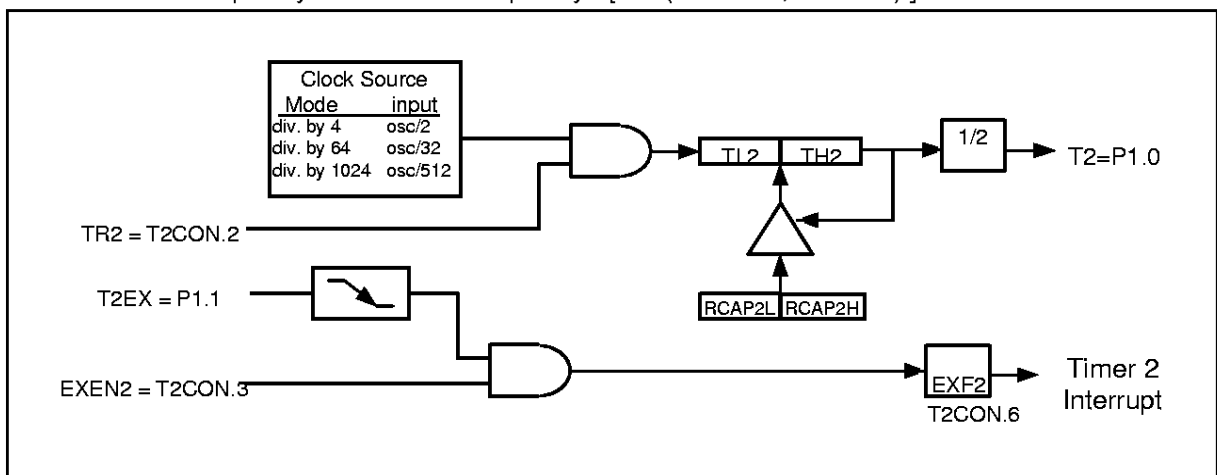 Clock Source
Mode input
div. by 4 osc/2
div. by 64 osc/32
div. by 1024 osc/512
TL2 TH2
1/2
T2=P1.0
TR2 = T2CON.2
T2EX = P1.1
RCAP2L RCAP2H
EXEN2 = T2CON.3
EXF2
Timer 2
Interrupt
T2CON.6